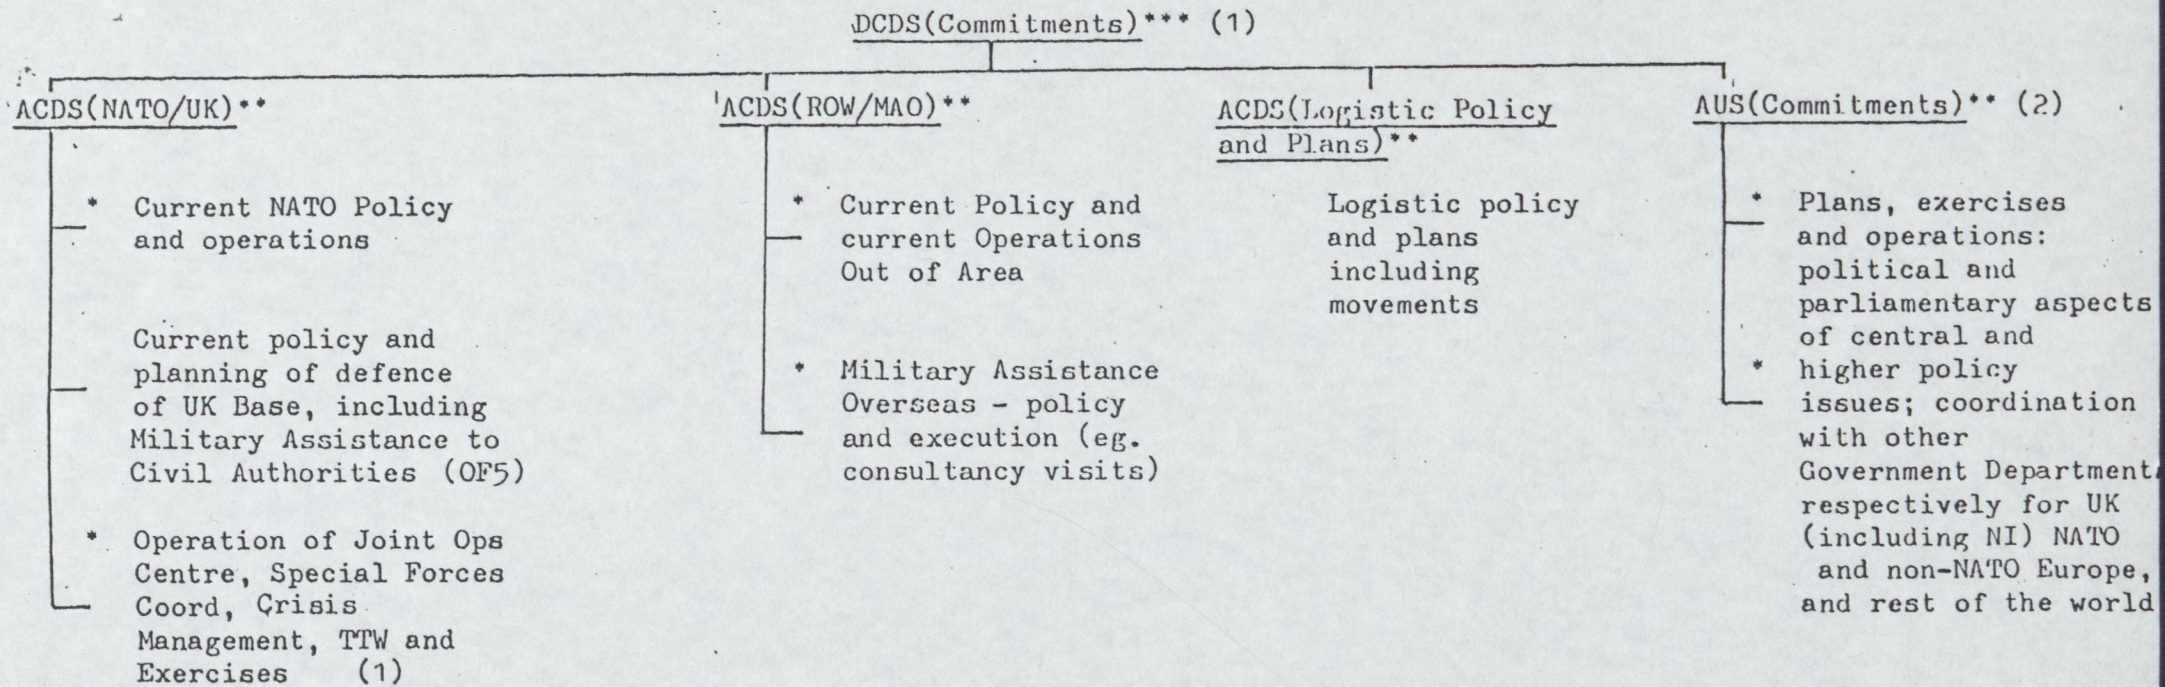 DCDS(Commitments)*** (1)
ACDS(NATO/UK)**
* Current NATO Policy
and operations
Current policy and
planning of defence
of UK Base, including
Military Assistance to
Civil Authorities (OF5)
* Operation of Joint Ops
Centre, Special Forces
Coord, Crisis
Management, TTW and
Exercises (1)
ACDS(ROW/MAO)**
* Current Policy and
current Operations
Out of Area
* Military Assistance
Overseas - policy
and execution (eg.
consultancy visits)
ACDS(Logistic Policy
and Plans)**
Logistic policy
and plans
including
movements
AUS(Commitments)** (2)
* Plans, exercises
and operations:
political and
parliamentary aspects
of central and
* higher policy
issues; coordination
with other
Government Department
respectively for UK
(including NI) NATO
and non-NATO Europe,
and rest of the world